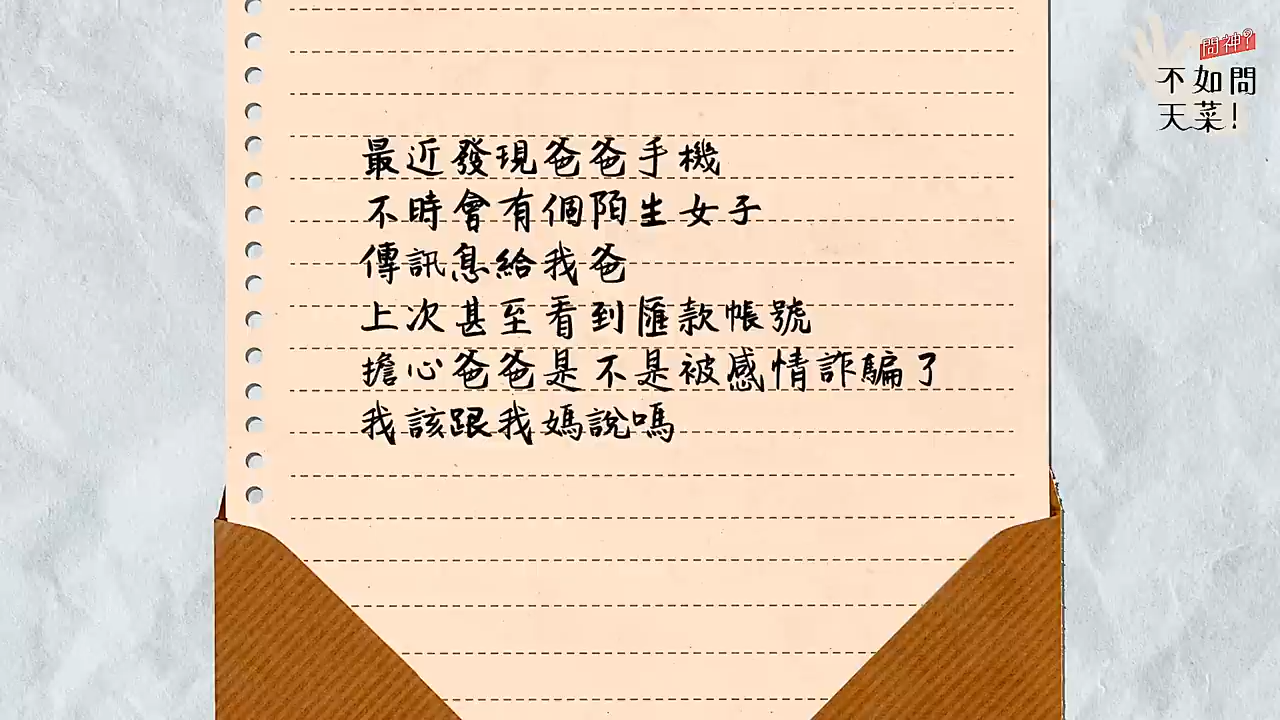 問神?
不如問
天菜!
最近發現爸爸手機
不時會有個陌生女子
傳訊息給我爸
上次甚至看到匯款帳號
擔心爸爸是不是被感情詐騙了
我該跟我媽說嗎